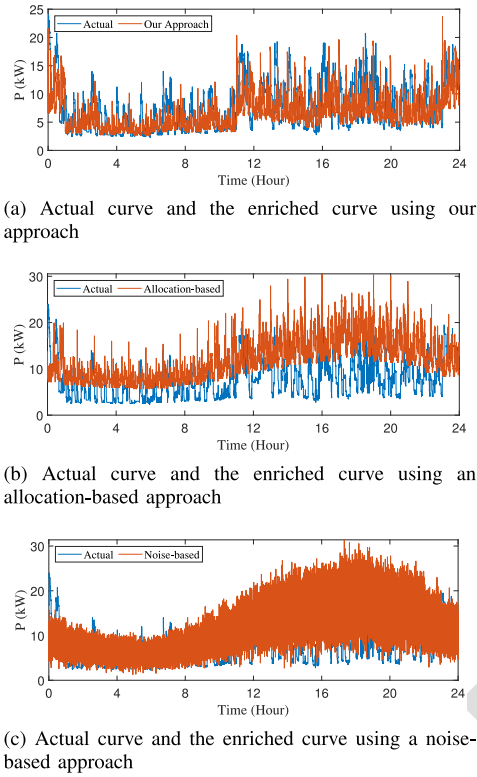 Actual Our Approach
25
20
15
10
5
0
P (kW)
0 4 8 12 16 20 24
Time (Hour)
(a) Actual curve and the enriched curve using our
approach
Actual Allocation-based
30
20
10
0
P (kW)
0 4 8 12 16 20 24
Time (Hour)
(b) Actual curve and the enriched curve using an
allocation-based approach
Actual Noise-based
30
20
10
0
P (kW)
0 4 8 12 16 20 24
Time (Hour)
(c) Actual curve and the enriched curve using a noise-
based approach